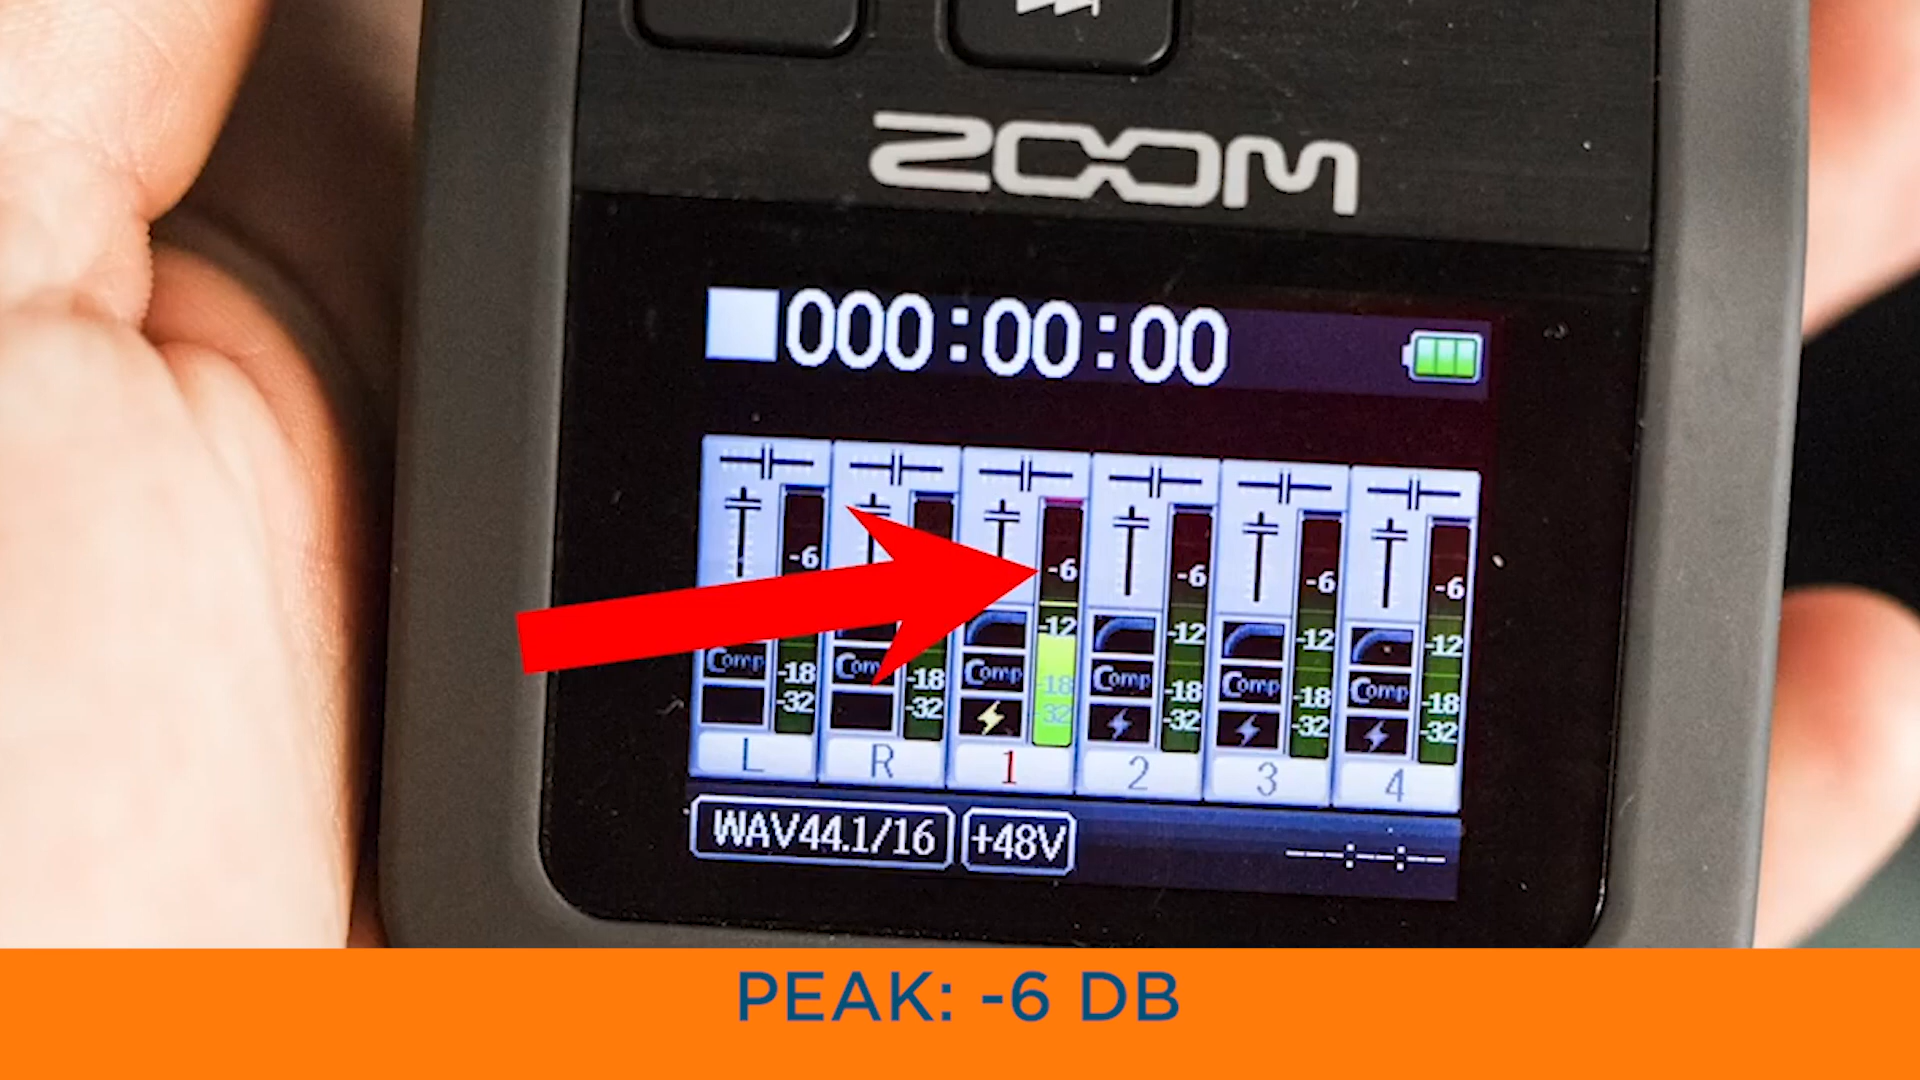 ZOOM
000:00:00
-6 -6 -6 -6 -6
-12 -12 -12 -12
Comp Com Comp Comp Comp Comp
-18 -18 -18 -18 -18 -18
-32 -32 -32 -32 -32 -32
L R 1 2 3 4
WAV44.1/16 +48V
PEAK: -6 DB